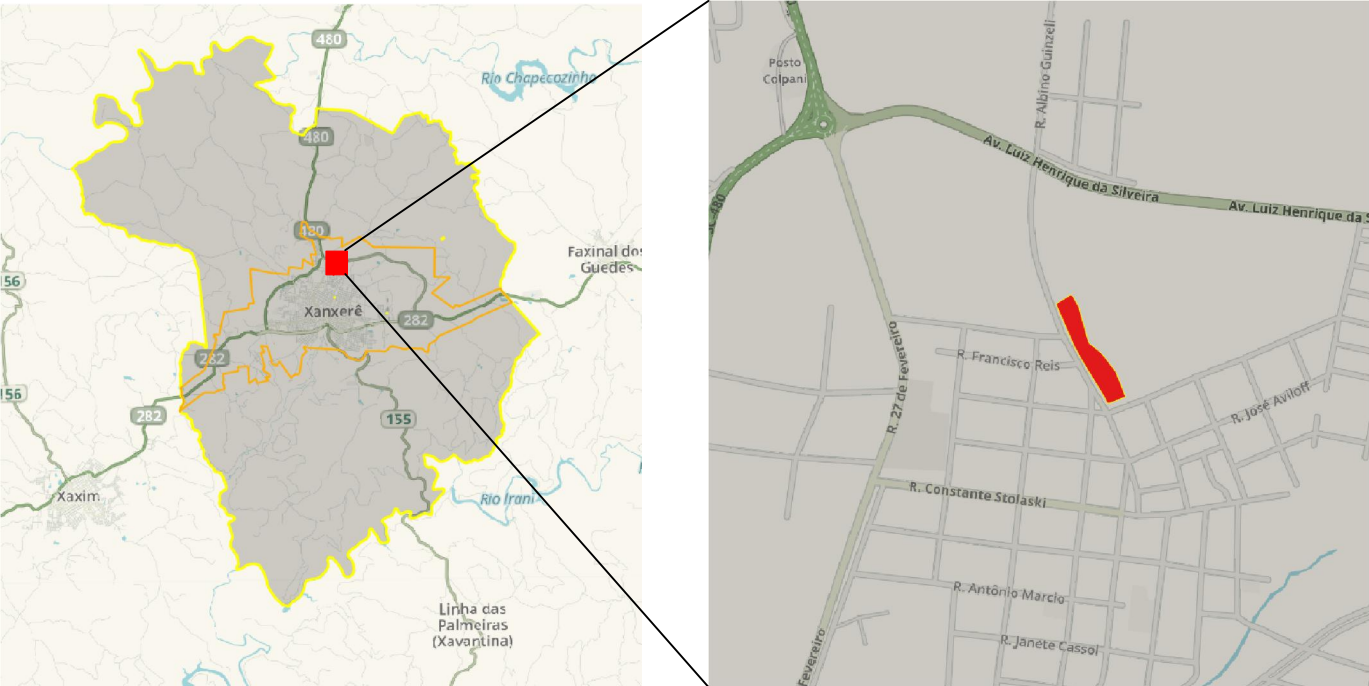 480
Rio Chapecozinho
480
180
Faxinal dos
Guedes
156
Xanxerê
282
282
156
282
155
Xaxim
Rio Irani
Linha das
Palmeiras
(Xavantina)
Posto
Colpani
R. Albino Guinzeli
Av. Luiz Henrique da Silveira
Av. Luiz Henrique da S
-480
R. 27 de Fevereiro
R. Francisco Reis
R. José Aviloff
R. Constante Stolaski
R. Antônio Marcio
R. Janete Cassol
Fevereiro